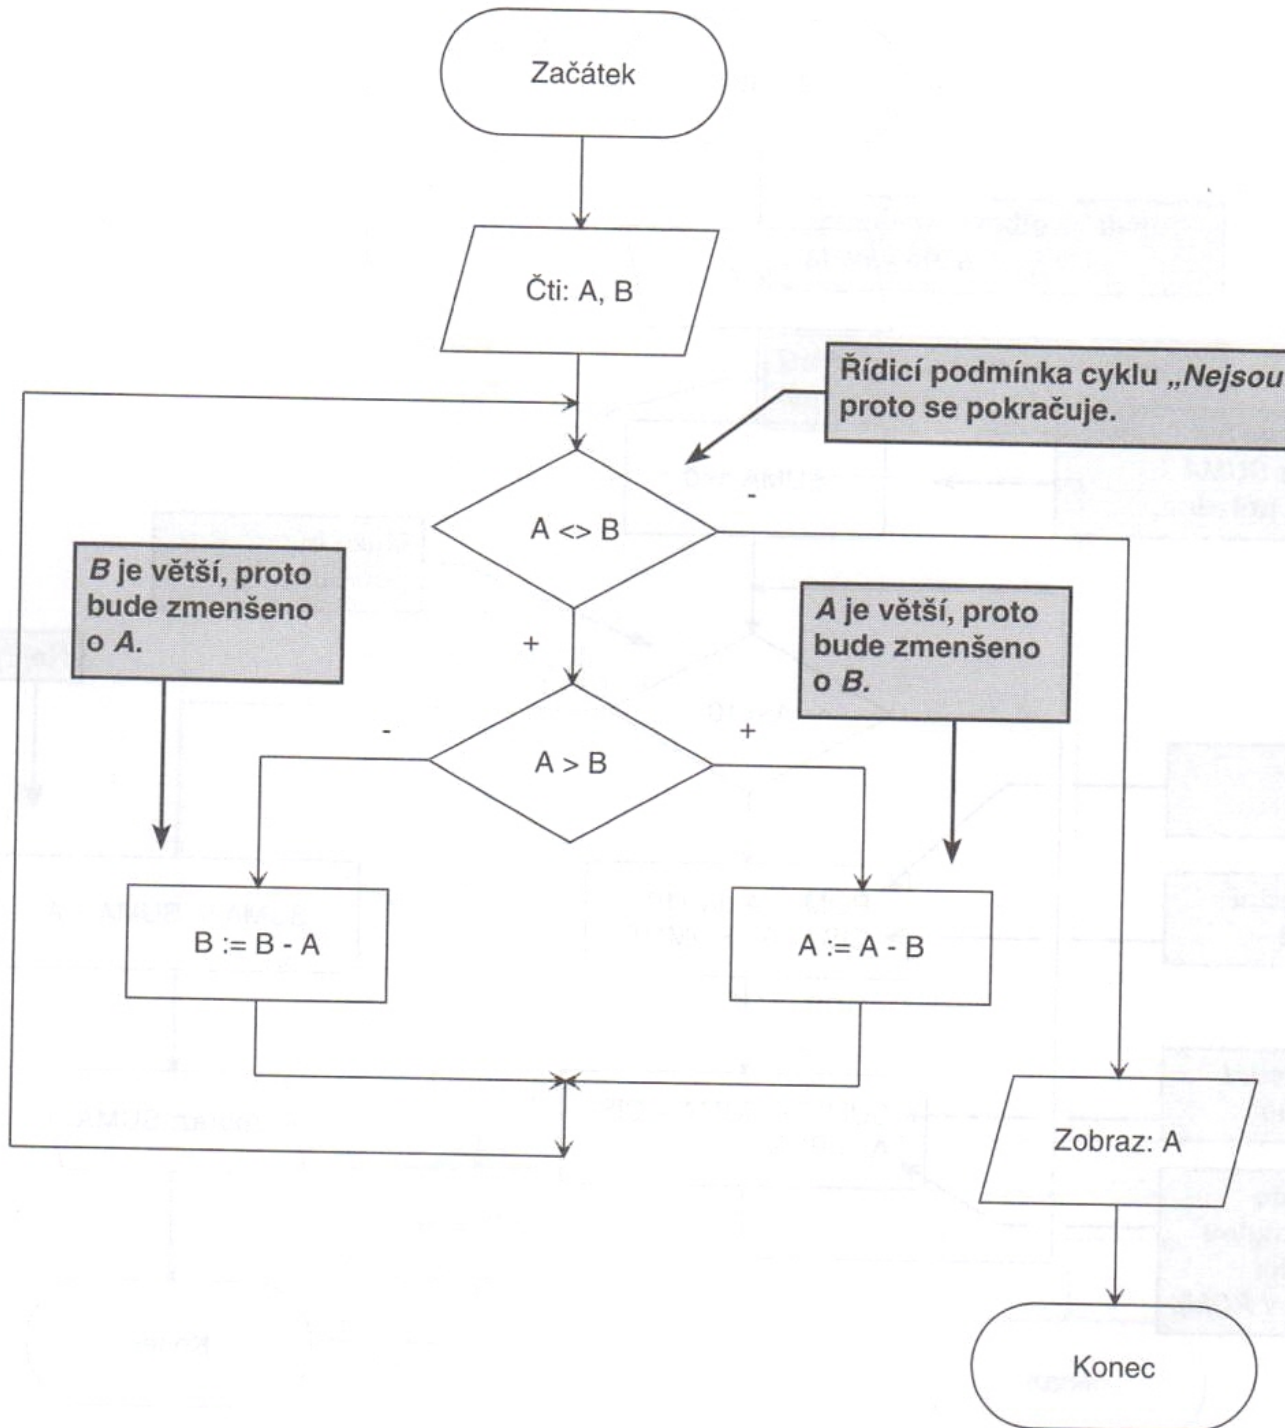 Začátek
Čti: A, B
Řídicí podmínka cyklu „Nejsou
proto se pokračuje.
A <> B
-
+
B je větší, proto
bude zmenšeno
o A.
A je větší, proto
bude zmenšeno
o B.
-
+
A > B
B := B - A
A := A - B
Zobraz: A
Konec